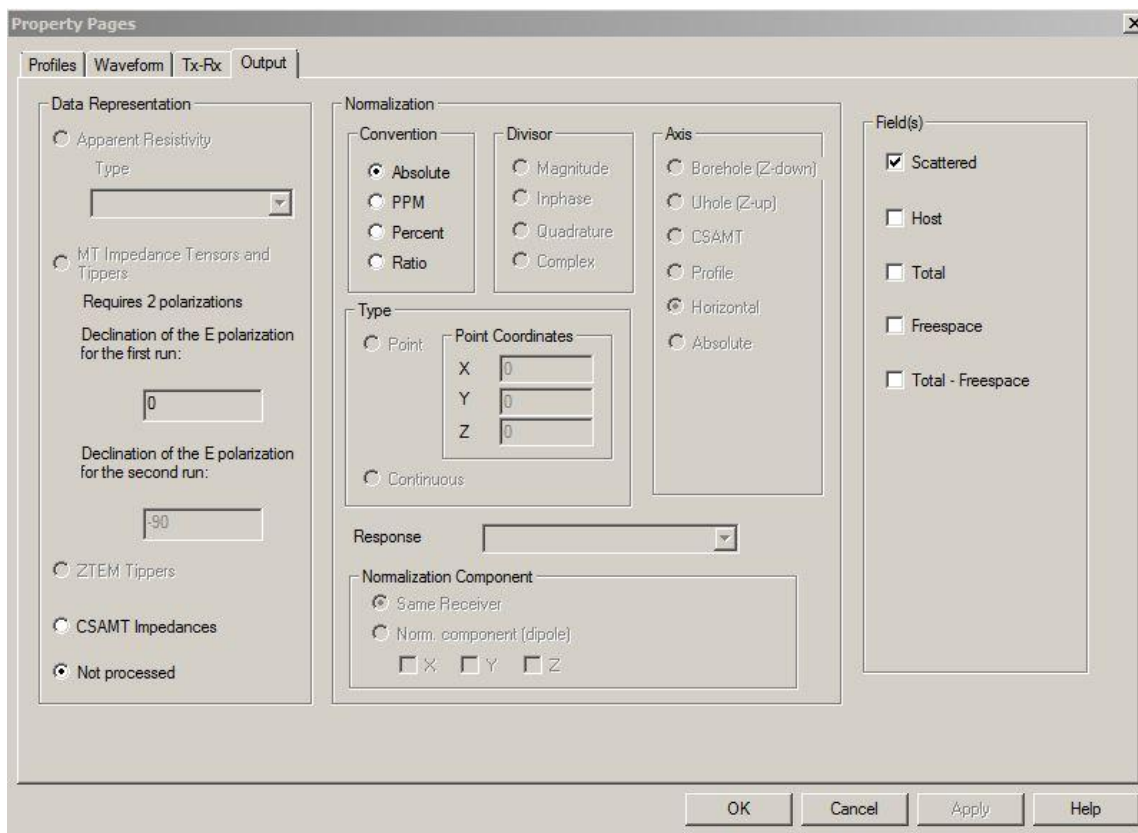 Property Pages
Profiles Waveform Tx-Rx Output
Data Representation
Apparent Resistivity
Type
MT Impedance Tensors and
Tippers
Requires 2 polarizations
Declination of the E polarization
for the first run:
0
Declination of the E polarization
for the second run:
-90
ZTEM Tippers
CSAMT Impedances
Not processed
Normalization
Convention
Absolute
PPM
Percent
Ratio
Divisor
Magnitude
Inphase
Quadrature
Complex
Axis
Borehole (Z-down)
Uhole (Z-up)
CSAMT
Profile
Horizontal
Absolute
Type
Point
Point Coordinates
X 0
Y 0
Z 0
Continuous
Response
Normalization Component
Same Receiver
Norm. component (dipole)
X Y Z
Field(s)
Scattered
Host
Total
Freespace
Total - Freespace
OK Cancel Apply Help